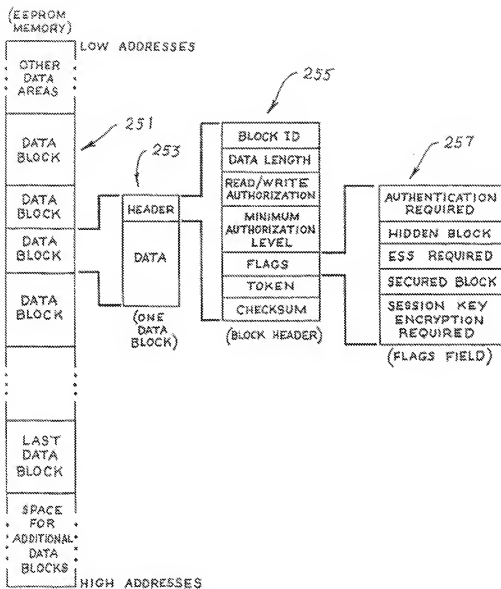 (EEPROM
MEMORY)
LOW ADDRESSES
OTHER
DATA
AREAS
251
DATA
BLOCK
DATA
BLOCK
DATA
BLOCK
DATA
BLOCK
LAST
DATA
BLOCK
SPACE
FOR
ADDITIONAL
DATA
BLOCKS
HIGH ADDRESSES
253
HEADER
DATA
(ONE
DATA
BLOCK)
255
BLOCK ID
DATA LENGTH
READ/WRITE
AUTHORIZATION
MINIMUM
AUTHORIZATION
LEVEL
FLAGS
TOKEN
CHECKSUM
(BLOCK HEADER)
257
AUTHENTICATION
REQUIRED
HIDDEN BLOCK
ESS REQUIRED
SECURED BLOCK
SESSION KEY
ENCRYPTION
REQUIRED
(FLAGS FIELD)